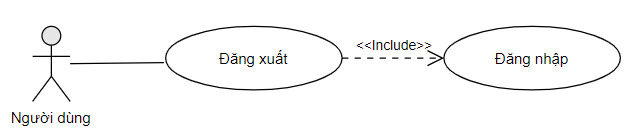 <<Include>>
Đăng xuất
Đăng nhập
Người dùng